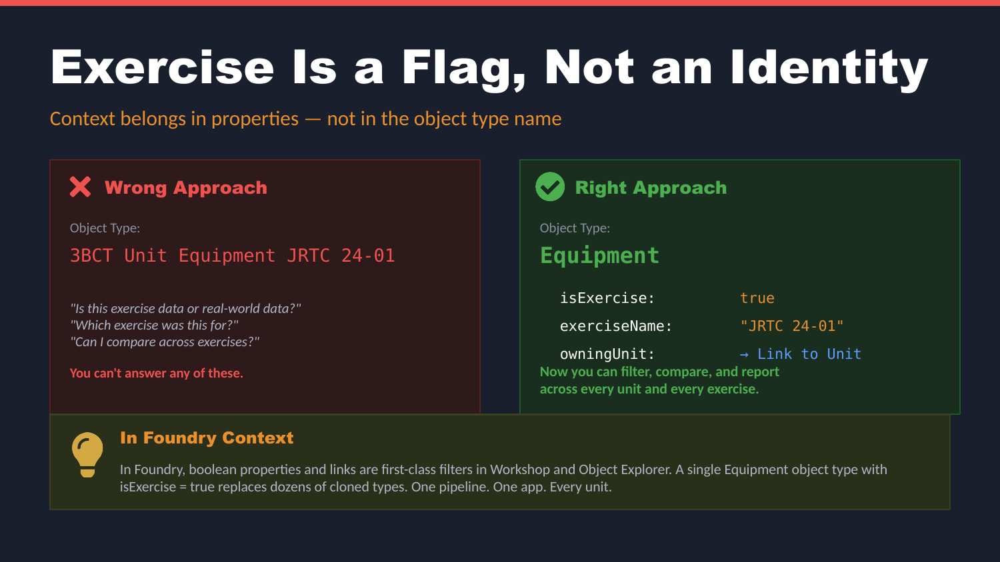 Exercise Is a Flag, Not an Identity
Context belongs in properties — not in the object type name
Wrong Approach
Object Type:
3BCT Unit Equipment JRTC 24-01
"Is this exercise data or real-world data?"
"Which exercise was this for?"
"Can I compare across exercises?"
You can't answer any of these.
Right Approach
Object Type:
Equipment
isExercise: true
exerciseName: "JRTC 24-01"
owningUnit: → Link to Unit
Now you can filter, compare, and report
across every unit and every exercise.
In Foundry Context
In Foundry, boolean properties and links are first-class filters in Workshop and Object Explorer. A single Equipment object type with
isExercise = true replaces dozens of cloned types. One pipeline. One app. Every unit.